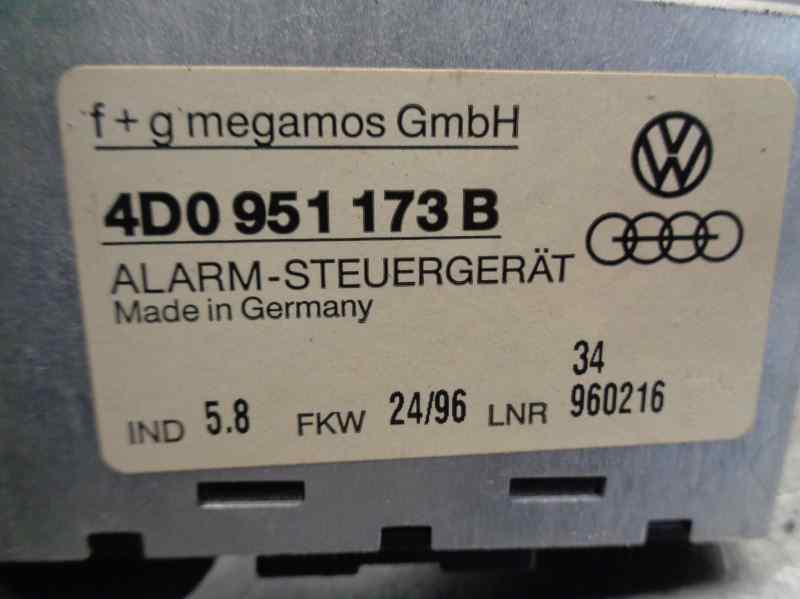 f+g megamos GmbH
4D0 951 173 B
ALARM-STEUERGERÄT
Made in Germany
34
IND 5.8 FKW 24/96 LNR 960216